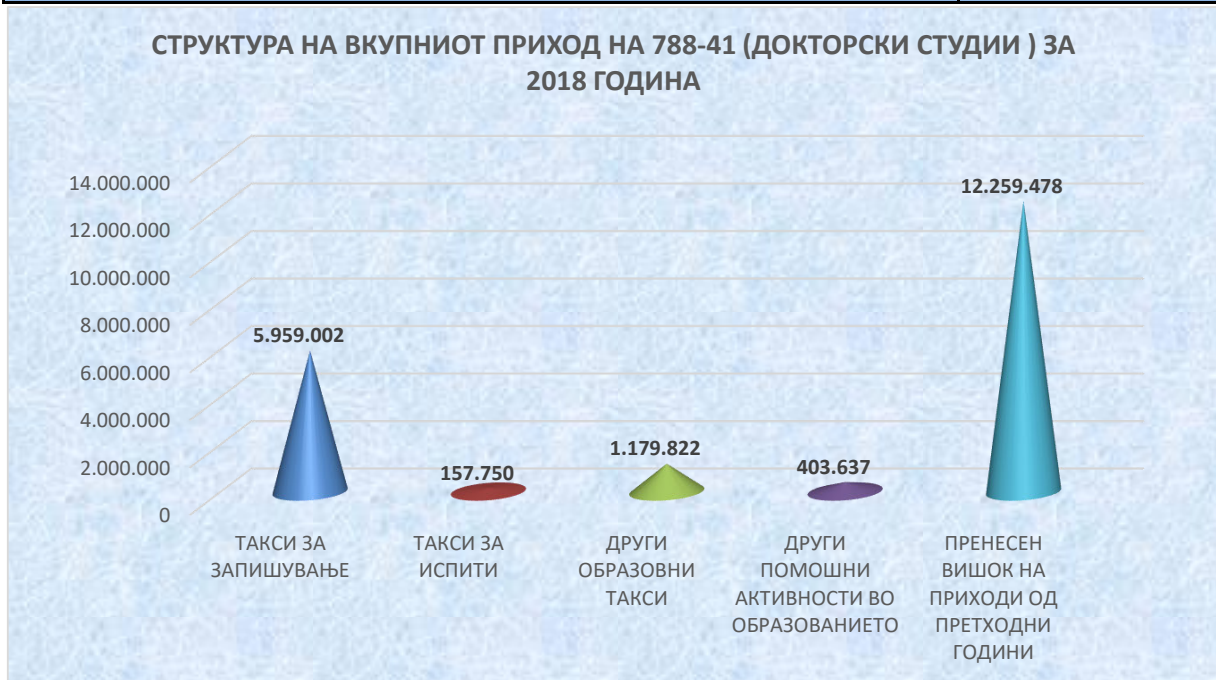 СТРУКТУРА НА ВКУПНИОТ ПРИХОД НА 788-41 (ДОКТОРСКИ СТУДИИ ) ЗА
2018 ГОДИНА
14.000.000
12.000.000
10.000.000
8.000.000
6.000.000
4.000.000
2.000.000
0
5.959.002
157.750
1.179.822
403.637
12.259.478
ТАКСИ ЗА
ЗАПИШУВАЊЕ
ТАКСИ ЗА
ИСПИТИ
ДРУГИ
ОБРАЗОВНИ
ТАКСИ
ДРУГИ
ПОМОШНИ
АКТИВНОСТИ ВО
ОБРАЗОВАНИЕТО
ПРЕНЕСЕН
ВИШОК НА
ПРИХОДИ ОД
ПРЕТХОДНИ
ГОДИНИ